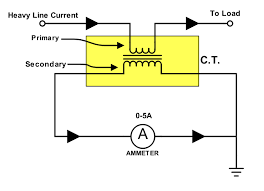 Heavy Line Current
To Load
Primary
Secondary
C.T.
0-5A
A
AMMETER